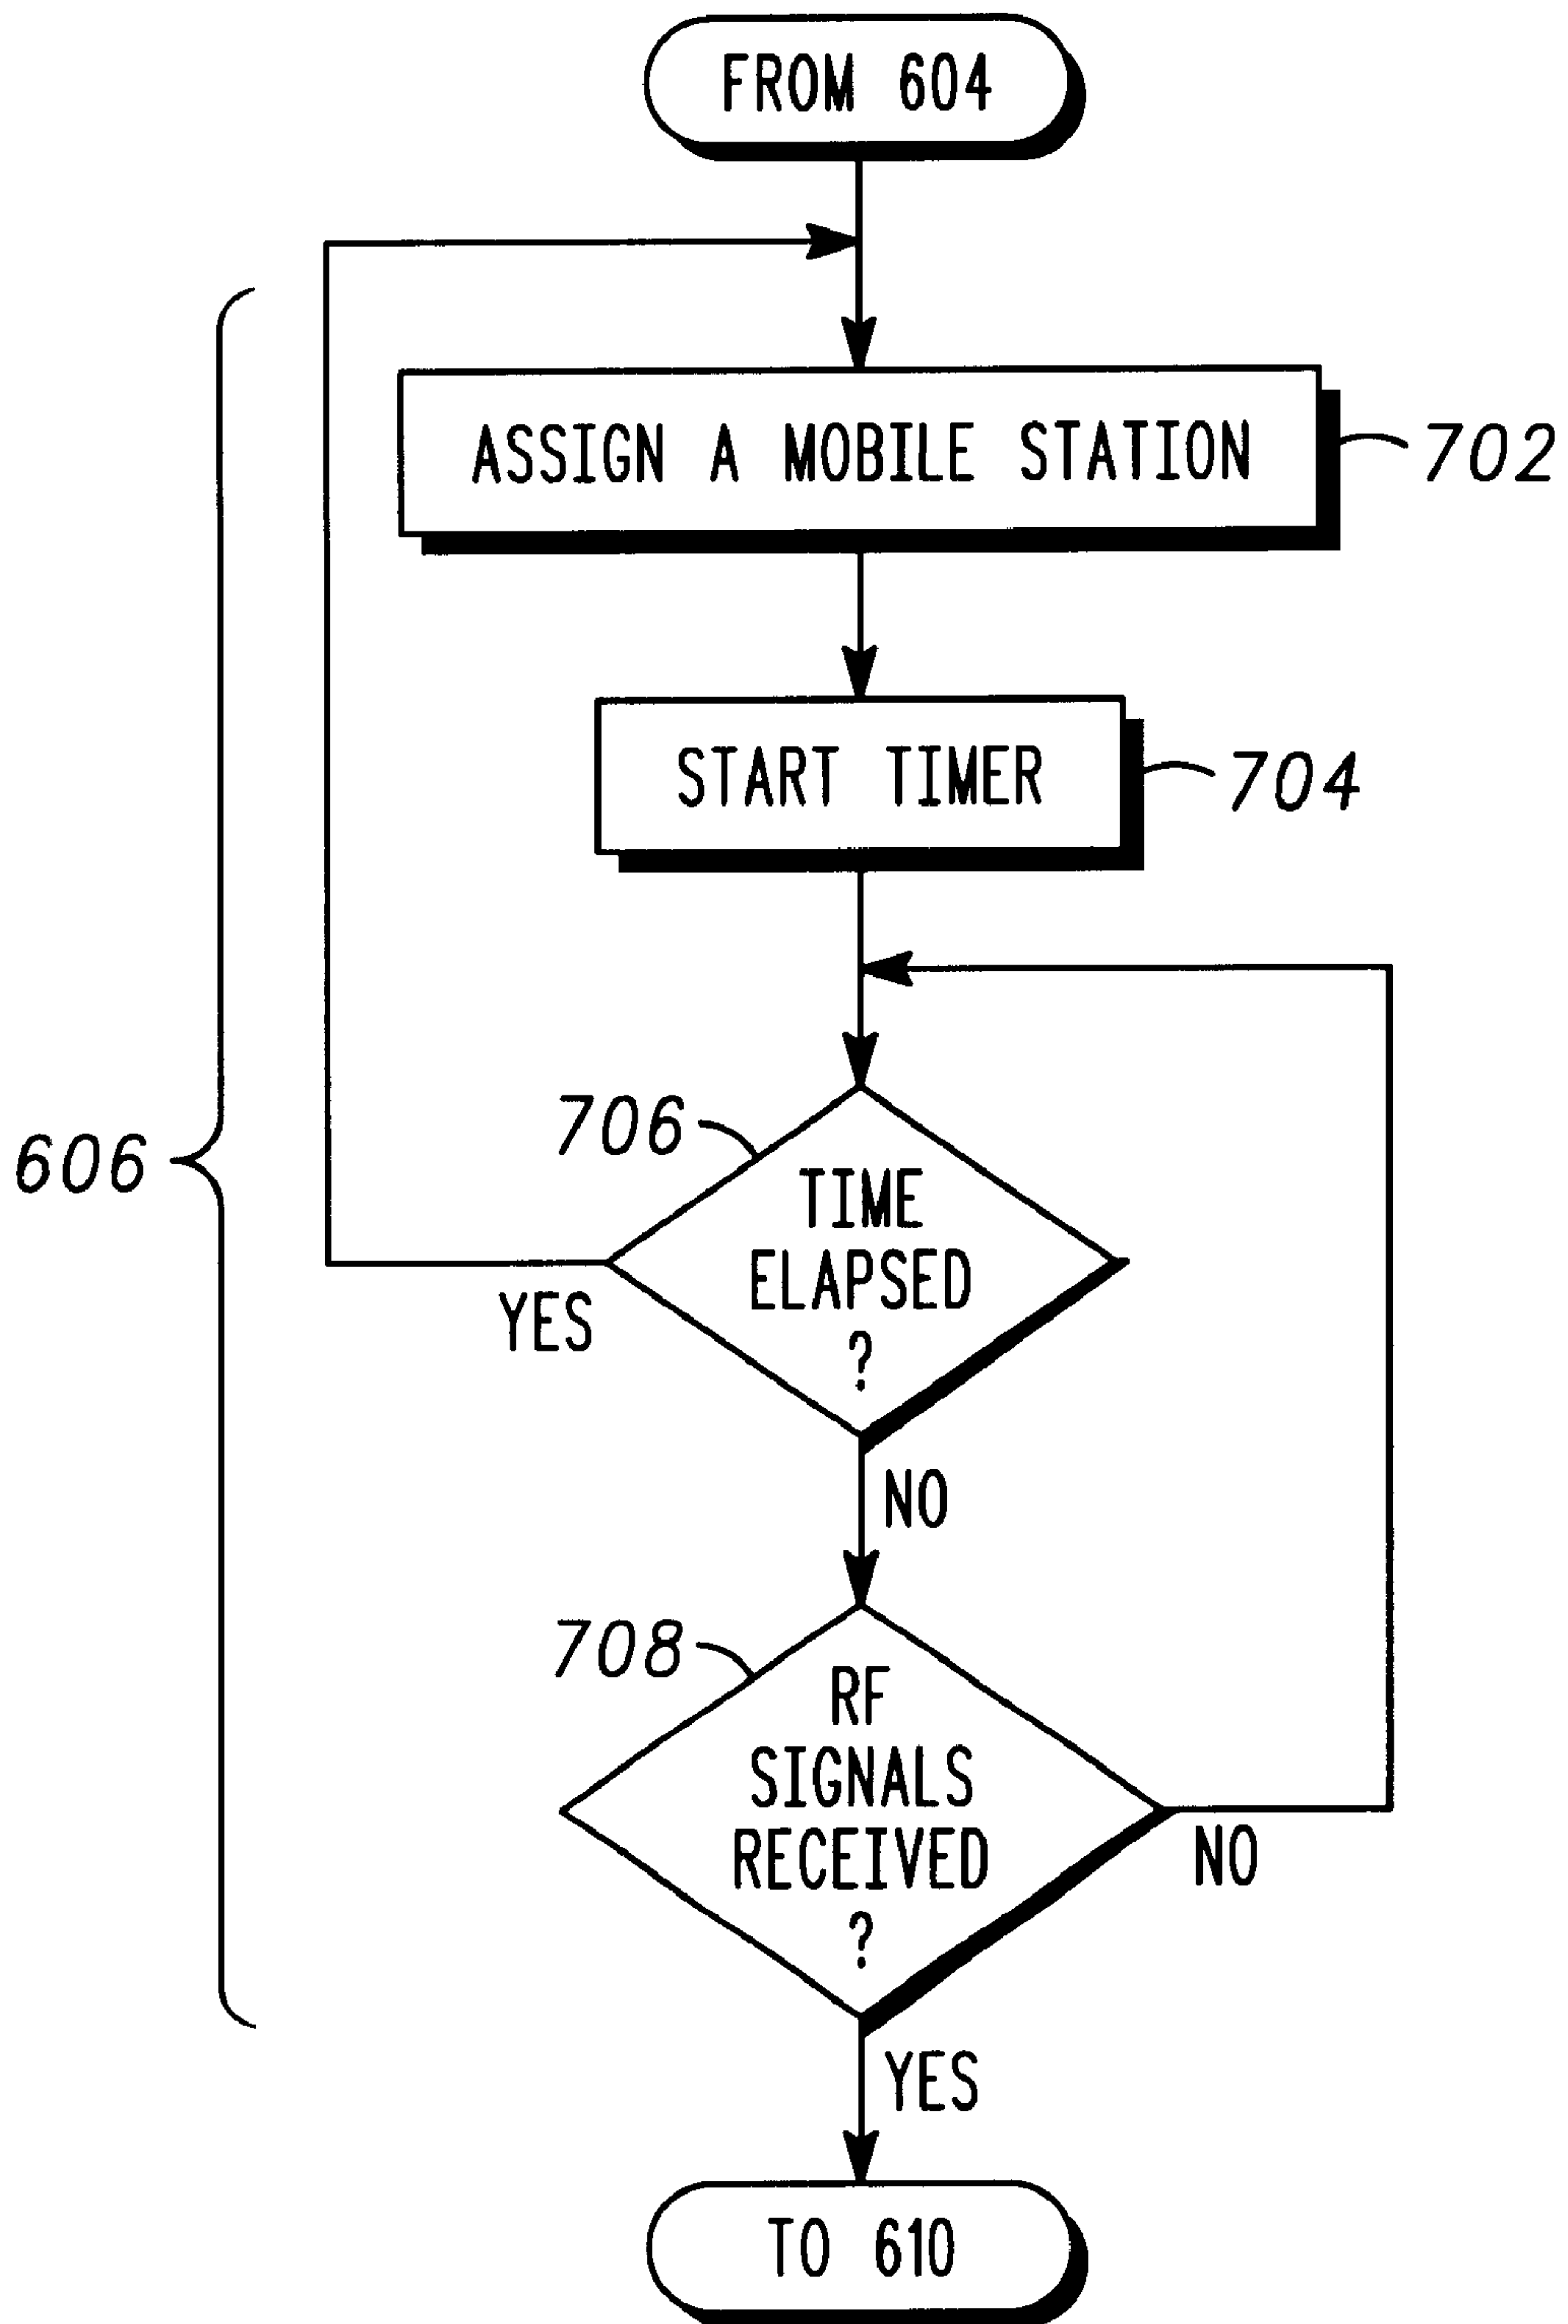 FROM 604
ASSIGN A MOBILE STATION
702
START TIMER
704
706
TIME
ELAPSED
?
YES
606
NO
708
RF
SIGNALS
RECEIVED
?
NO
YES
TO 610